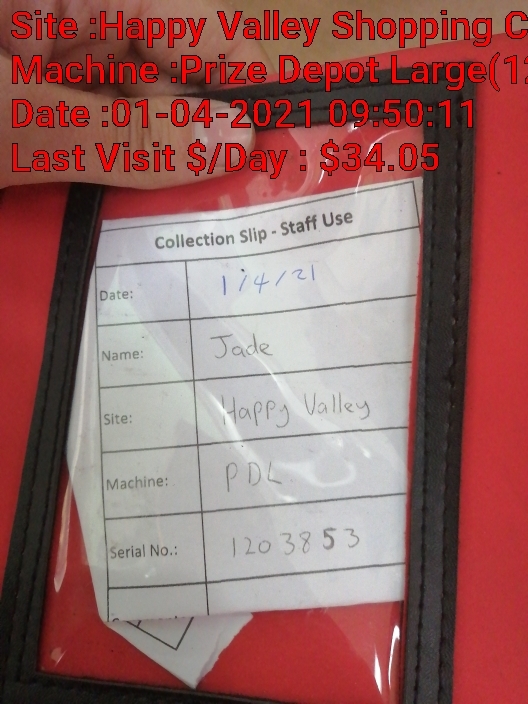 Site :Happy Valley Shopping C
Machine :Prize Depot Large(12
Date :01-04-2021 09:50:11
Last Visit $/Day : $34.05
Collection Slip - Staff Use
Date: 1/4/21
Name: Jade
Site: Happy Valley
Machine: PDL
Serial No.: 1203853